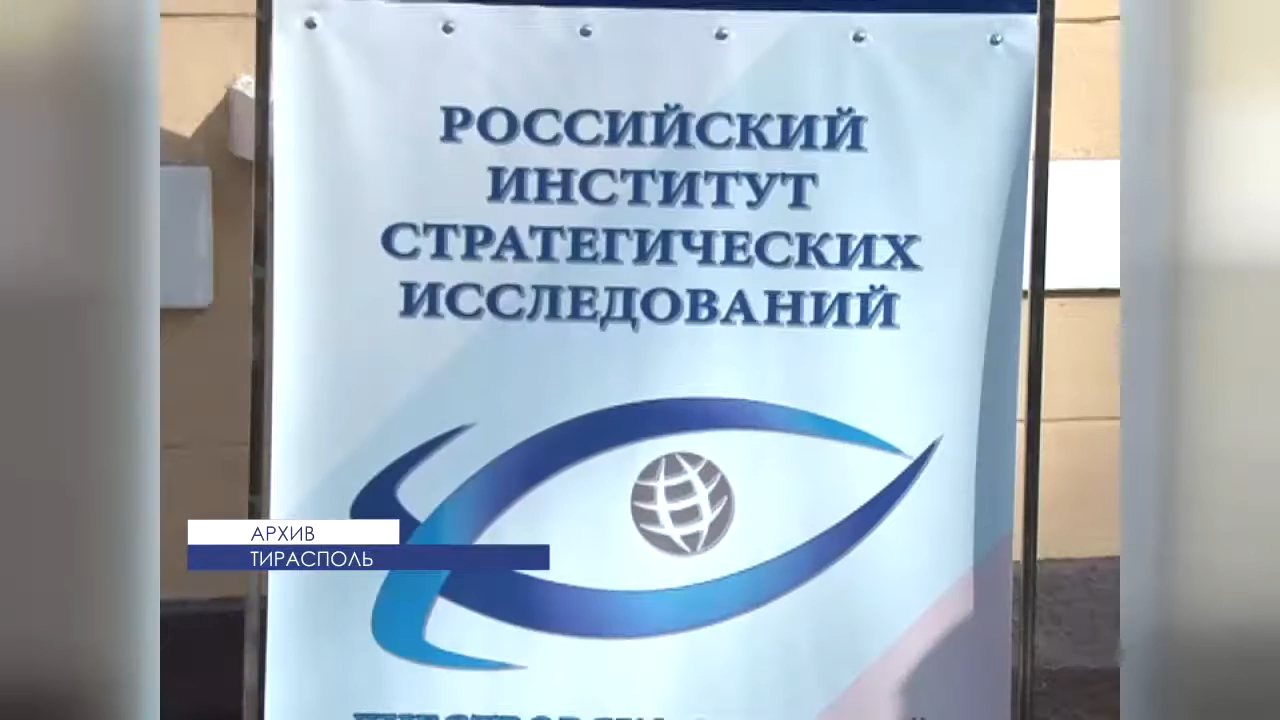 РОССИЙСКИЙ
ИНСТИТУТ
СТРАТЕГИЧЕСКИХ
ИССЛЕДОВАНИЙ
АРХИВ
ТИРАСПОЛЬ